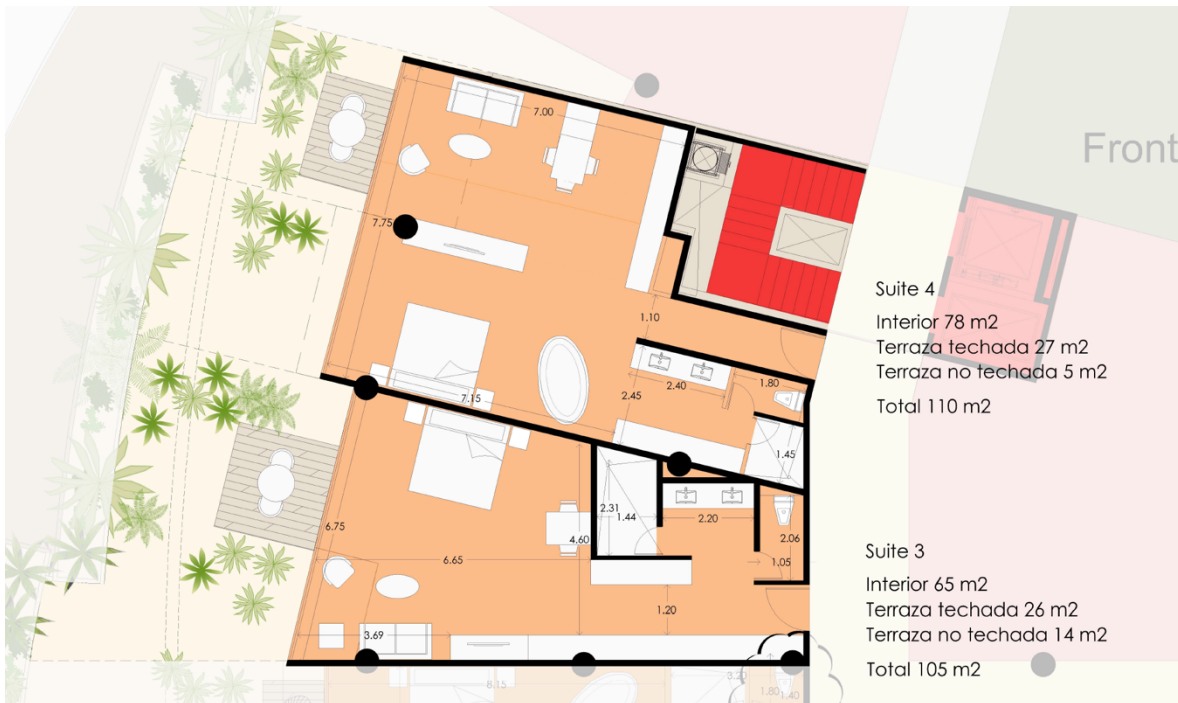 Front
7.00
7.75
1.10
Suite 4
Interior 78 m2
Terraza techada 27 m2
Terraza no techada 5 m2
Total 110 m2
2.40
1.80
2.45
7.15
1.45
2.31
1.44
2.20
6.75
4.60
2.06
6.65
1.05
Suite 3
Interior 65 m2
Terraza techada 26 m2
Terraza no techada 14 m2
Total 105 m2
1.20
3.69
8.15
3.20
1.80
1.40